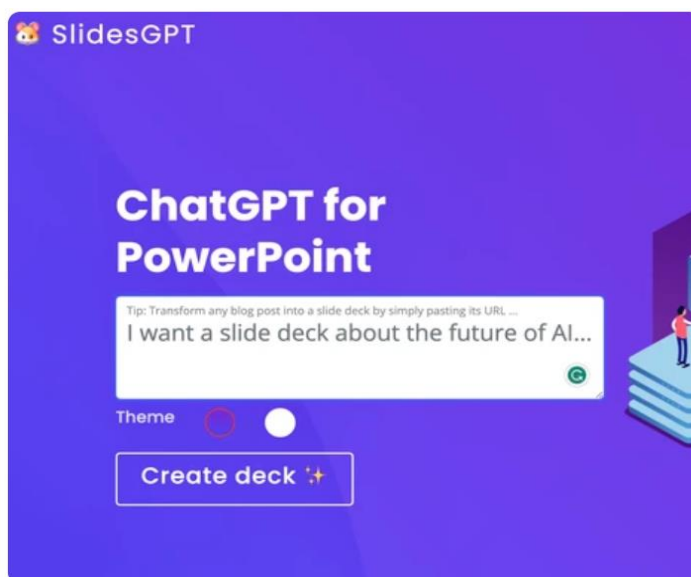 SlidesGPT
ChatGPT for
PowerPoint
Tip: Transform any blog post into a slide deck by simply pasting its URL ...
I want a slide deck about the future of AI...
Theme
Create deck ✨